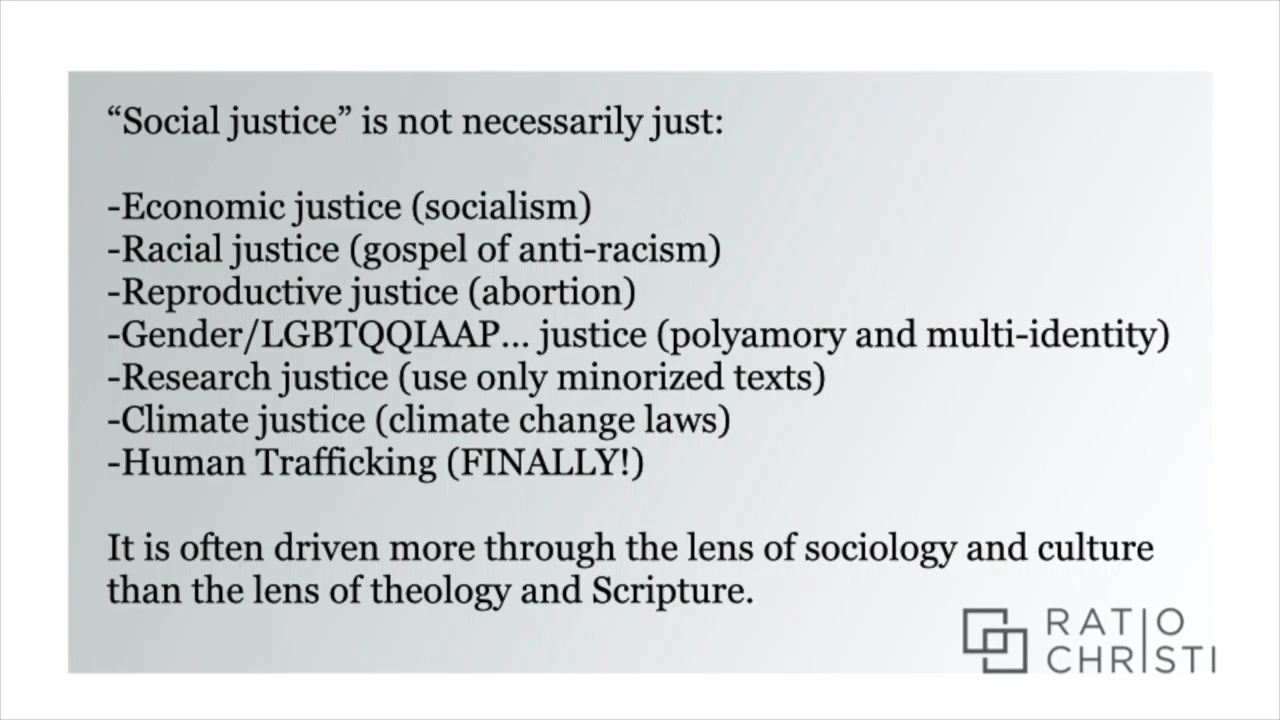 “Social justice” is not necessarily just:
-Economic justice (socialism)
-Racial justice (gospel of anti-racism)
-Reproductive justice (abortion)
-Gender/LGBTQQIAAP... justice (polyamory and multi-identity)
-Research justice (use only minorized texts)
-Climate justice (climate change laws)
-Human Trafficking (FINALLY!)
It is often driven more through the lens of sociology and culture
than the lens of theology and Scripture.
RATIO
CHRISTI